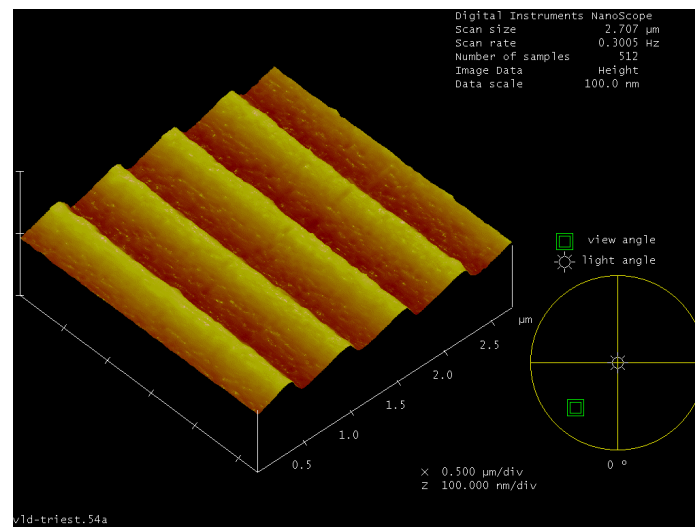 Digital Instruments NanoScope
Scan size 2.707 µm
Scan rate 0.3005 Hz
Number of samples 512
Image Data Height
Data scale 100.0 nm
view angle
light angle
µm
2.5
2.0
1.5
1.0
0.5
0 º
X 0.500 µm/div
Z 100.000 nm/div
vld-triest.54a